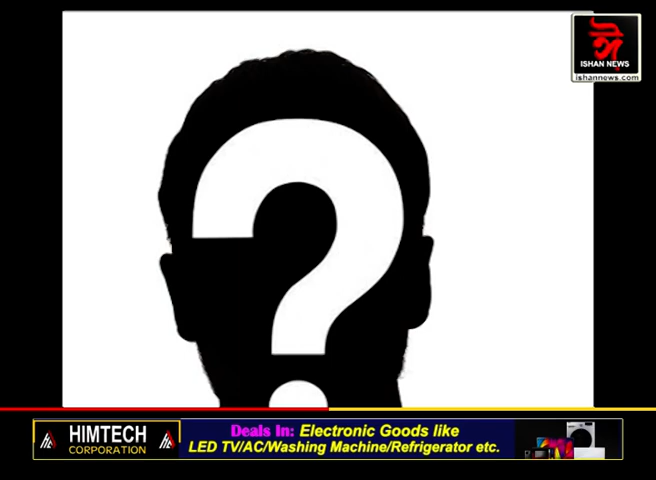 ঈ
ISHAN NEWS
ishannews.com
?
HIMTECH
CORPORATION
Deals In: Electronic Goods like
LED TV/AC/Washing Machine/Refrigerator etc.